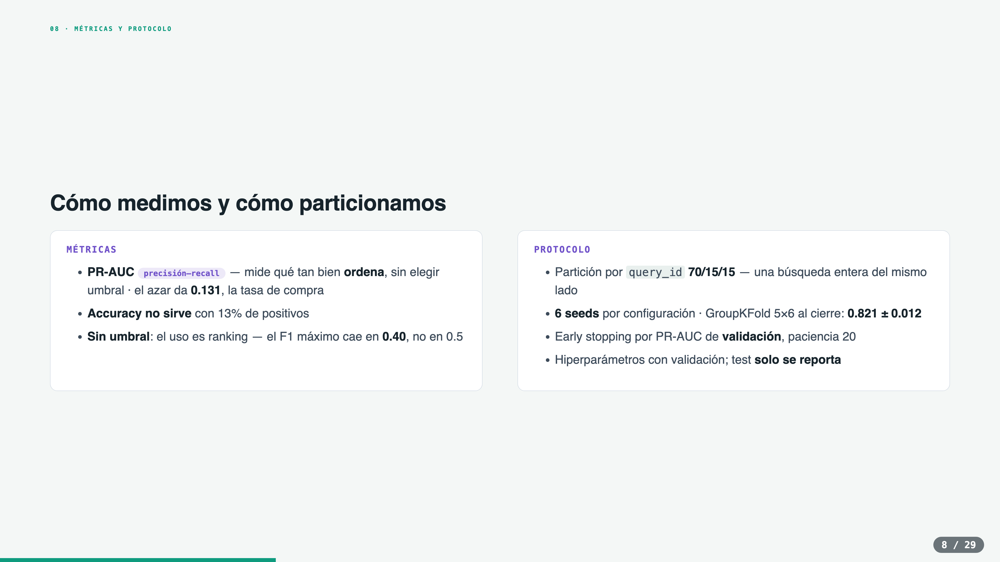 08 · MÉTRICAS Y PROTOCOLO
Cómo medimos y cómo particionamos
MÉTRICAS
• PR-AUC precisión–recall — mide qué tan bien ordena, sin elegir
umbral · el azar da 0.131, la tasa de compra
• Accuracy no sirve con 13% de positivos
• Sin umbral: el uso es ranking — el F1 máximo cae en 0.40, no en 0.5
PROTOCOLO
• Partición por query_id 70/15/15 — una búsqueda entera del mismo
lado
• 6 seeds por configuración · GroupKFold 5×6 al cierre: 0.821 ± 0.012
• Early stopping por PR-AUC de validación, paciencia 20
• Hiperparámetros con validación; test solo se reporta
8 / 29